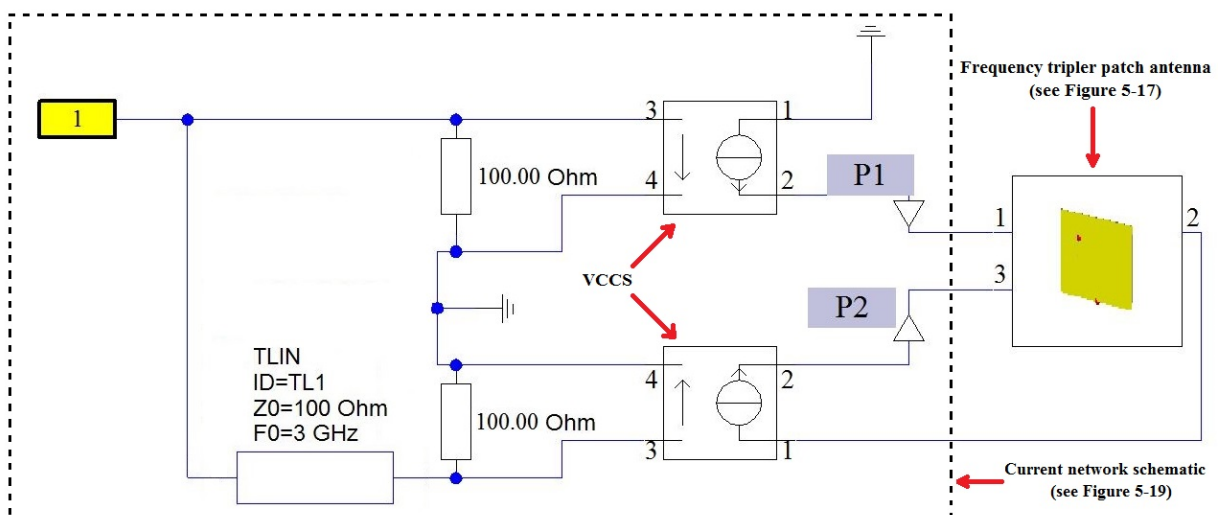 Frequency tripler patch antenna
(see Figure 5-17)
1
3
1
100.00 Ohm
4
2
P1
1
2
VCCS
3
P2
TLIN
ID=TL1
Z0=100 Ohm
F0=3 GHz
4
2
100.00 Ohm
3
1
Current network schematic
(see Figure 5-19)